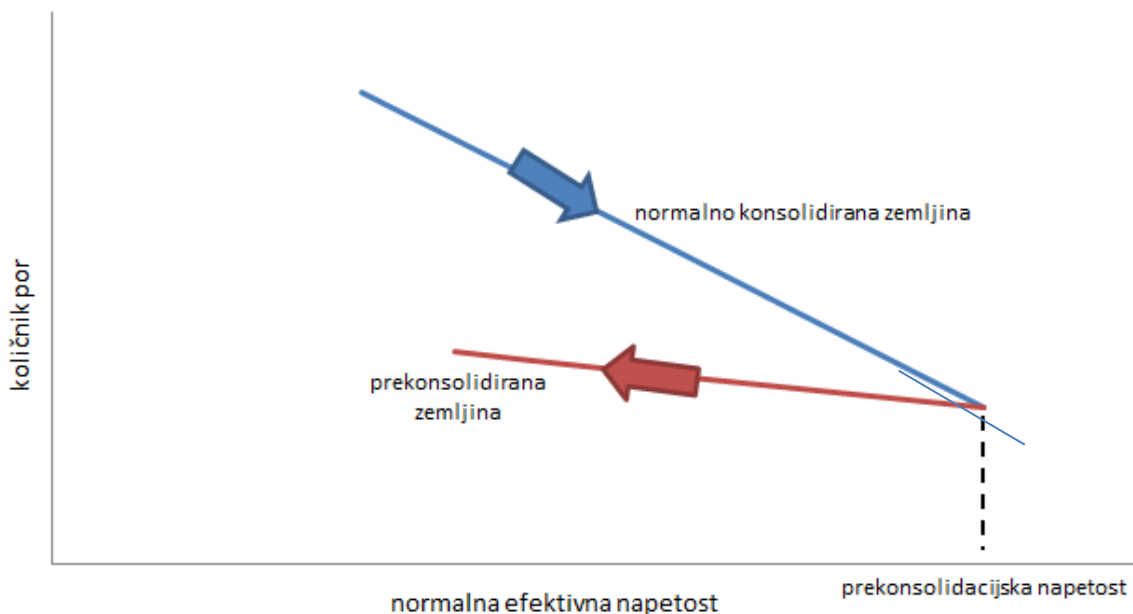 normalno konsolidirana zemljina
količnik por
prekonsolidirana
zemljina
prekonsolidacijska napetost
normalna efektivna napetost